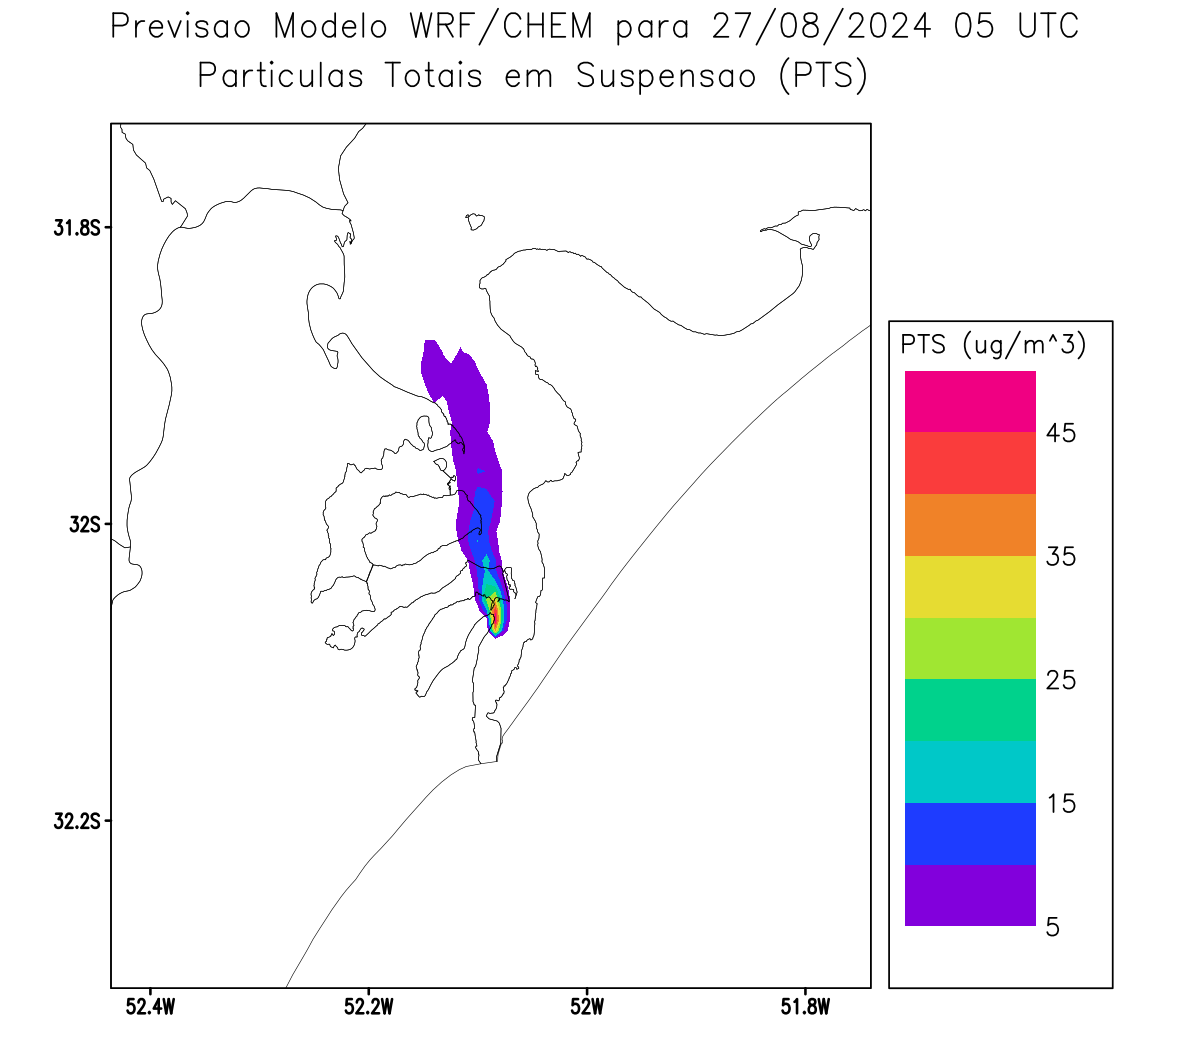 Previsao Modelo WRF/CHEM para 27/08/2024 05 UTC
Particulas Totais em Suspensao (PTS)
31.8S
32S
32.2S
52.4W
52.2W
52W
51.8W
PTS (ug/m^3)
45
35
25
15
5